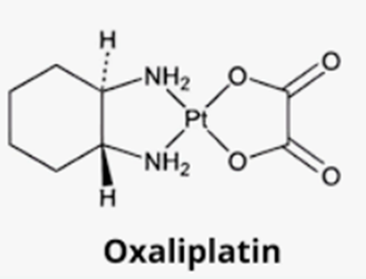 H
NH₂ O O
Pt
NH₂ O O
H
Oxaliplatin